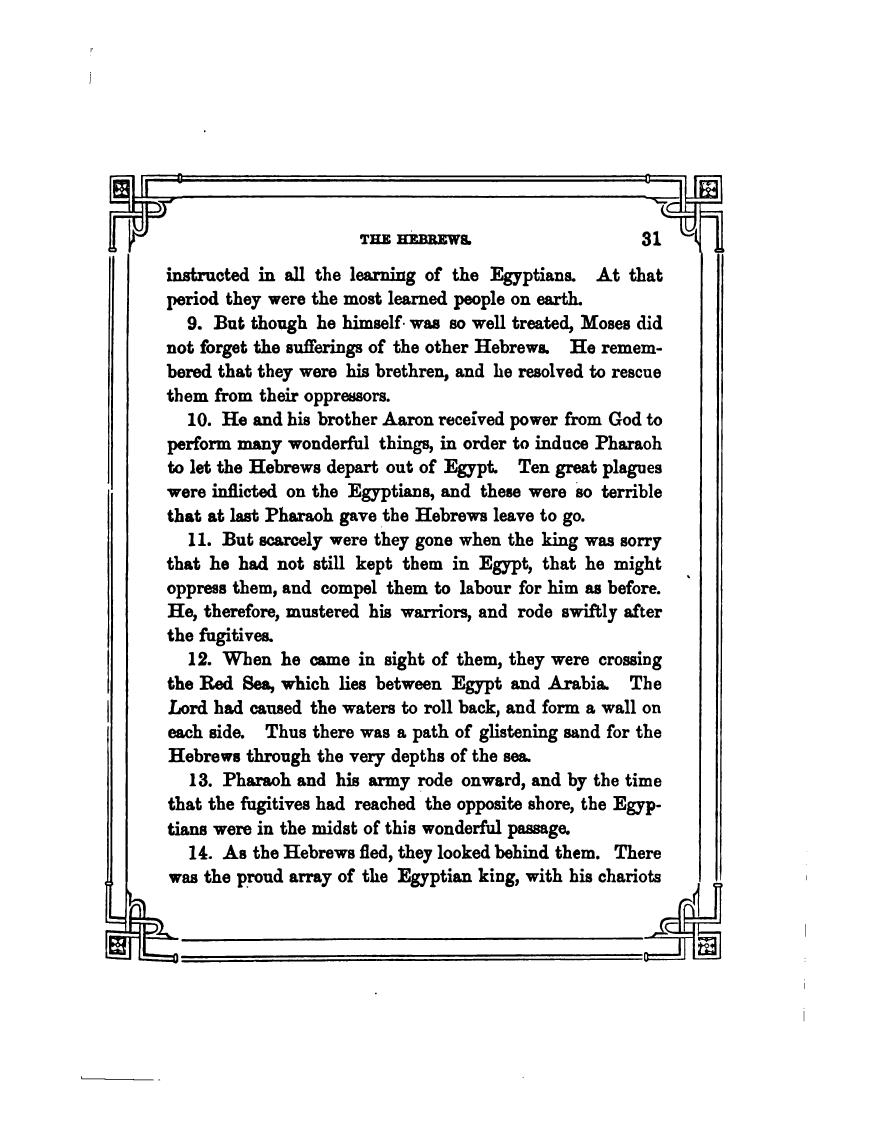 THE HEBREWS. 31
instructed in all the learning of the Egyptians. At that
period they were the most learned people on earth.
9. But though he himself was so well treated, Moses did
not forget the sufferings of the other Hebrews. He remem-
bered that they were his brethren, and he resolved to rescue
them from their oppressors.
10. He and his brother Aaron received power from God to
perform many wonderful things, in order to induce Pharaoh
to let the Hebrews depart out of Egypt. Ten great plagues
were inflicted on the Egyptians, and these were so terrible
that at last Pharaoh gave the Hebrews leave to go.
11. But scarcely were they gone when the king was sorry
that he had not still kept them in Egypt, that he might
oppress them, and compel them to labour for him as before.
He, therefore, mustered his warriors, and rode swiftly after
the fugitives.
12. When he came in sight of them, they were crossing
the Red Sea, which lies between Egypt and Arabia. The
Lord had caused the waters to roll back, and form a wall on
each side. Thus there was a path of glistening sand for the
Hebrews through the very depths of the sea.
13. Pharaoh and his army rode onward, and by the time
that the fugitives had reached the opposite shore, the Egyp-
tians were in the midst of this wonderful passage.
14. As the Hebrews fled, they looked behind them. There
was the proud array of the Egyptian king, with his chariots